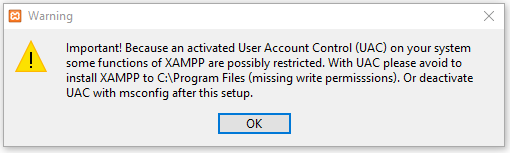 Warning
Important! Because an activated User Account Control (UAC) on your system
some functions of XAMPP are possibly restricted. With UAC please avoid to
install XAMPP to C:\Program Files (missing write permisssions). Or deactivate
UAC with msconfig after this setup.
OK